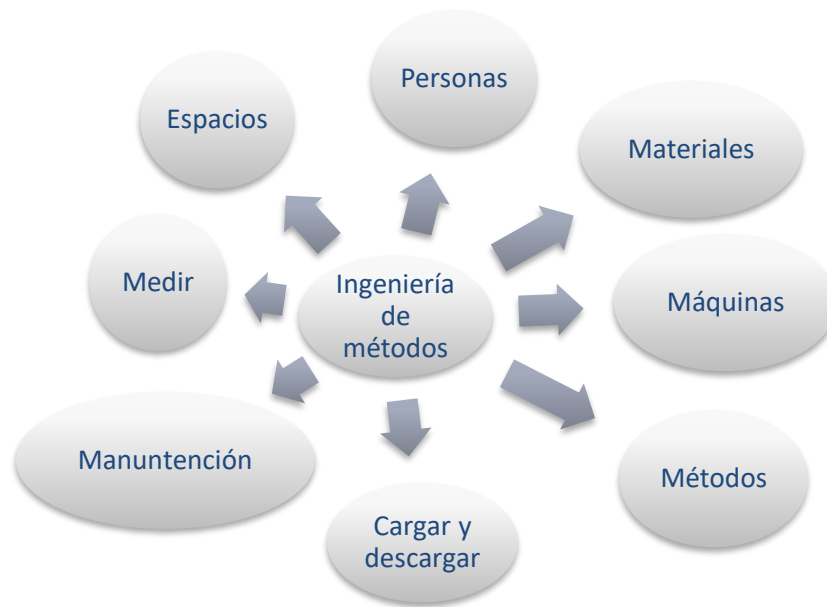 Personas
Espacios
Materiales
Medir
Ingeniería
de
métodos
Máquinas
Manuntención
Métodos
Cargar y
descargar